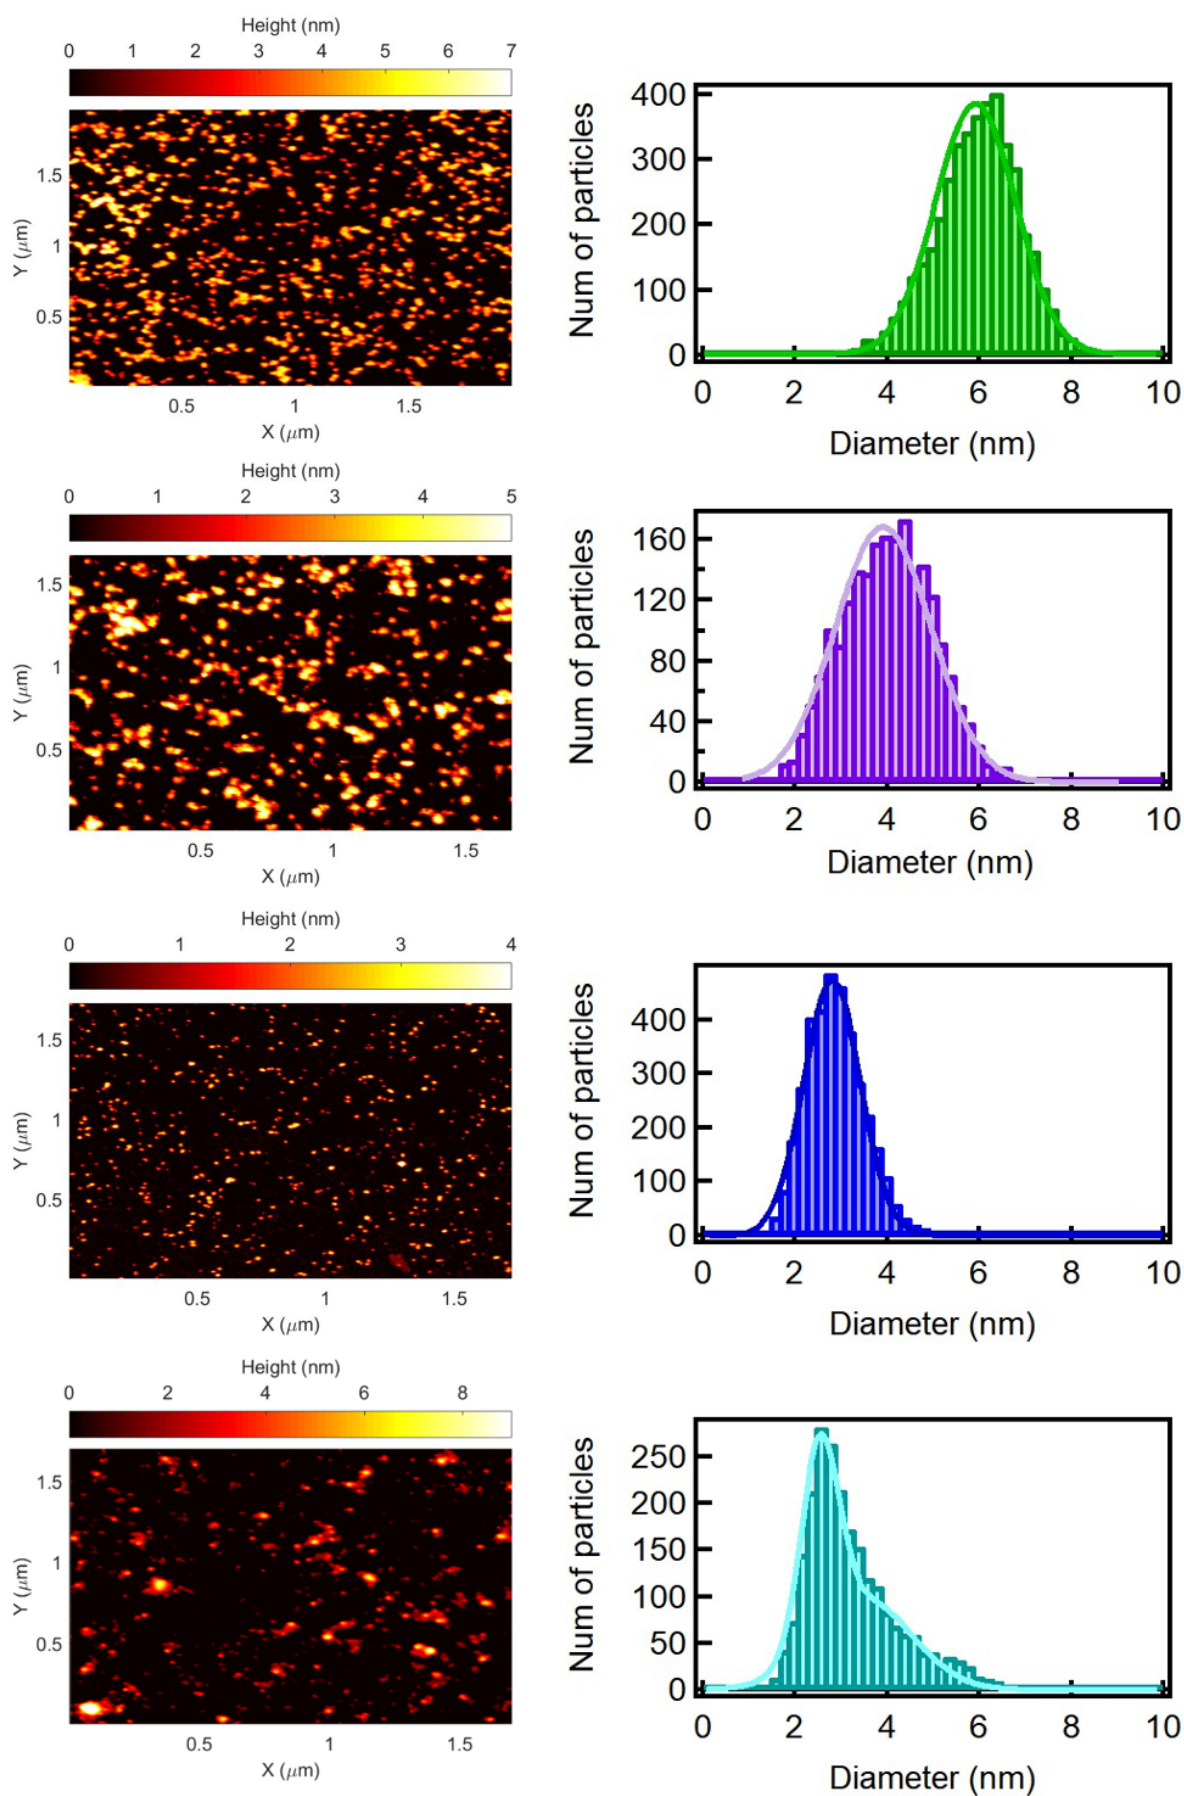 Height (nm)
0 1 2 3 4 5 6 7
1.5
1
0.5
Y (μm)
0.5 1 1.5
X (μm)
400
300
200
100
0
Num of particles
0 2 4 6 8 10
Diameter (nm)
Height (nm)
0 1 2 3 4 5
1.5
1
0.5
Y (μm)
0.5 1 1.5
X (μm)
160
120
80
40
0
Num of particles
0 2 4 6 8 10
Diameter (nm)
Height (nm)
0 1 2 3 4
1.5
1
0.5
Y (μm)
0.5 1 1.5
X (μm)
400
300
200
100
0
Num of particles
0 2 4 6 8 10
Diameter (nm)
Height (nm)
0 2 4 6 8
1.5
1
0.5
Y (μm)
0.5 1 1.5
X (μm)
250
200
150
100
50
0
Num of particles
0 2 4 6 8 10
Diameter (nm)